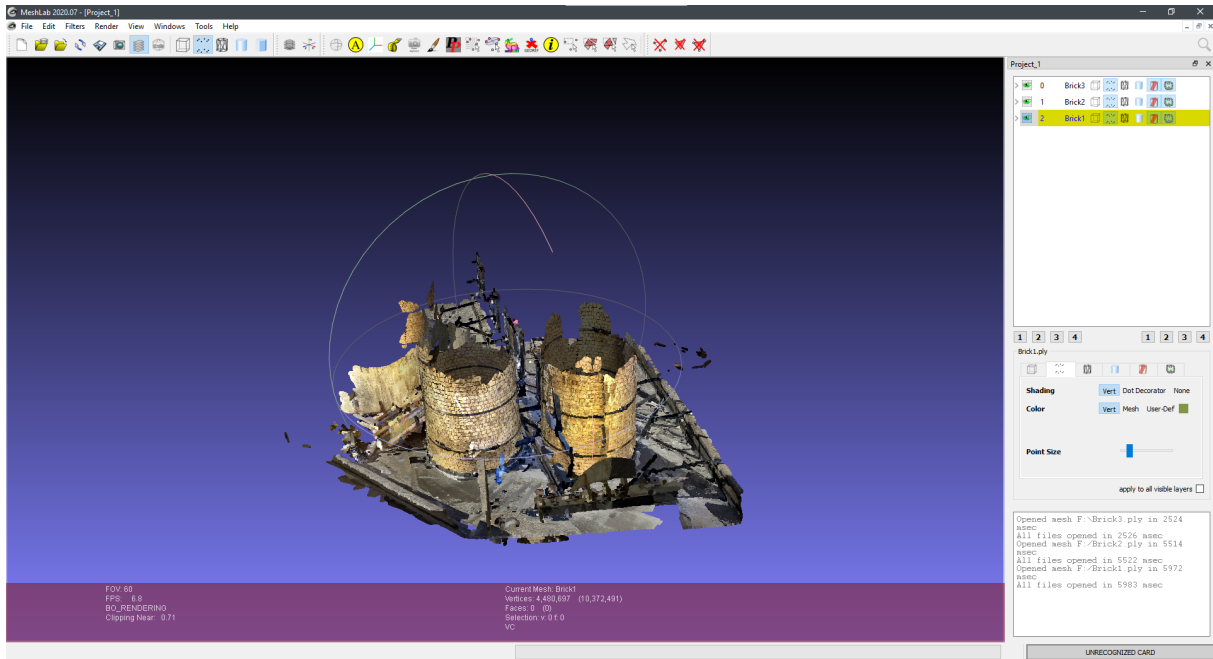 MeshLab 2020.07 - [Project_1]
File Edit Filters Render View Windows Tools Help
Project_1
0 Brick3
1 Brick2
2 Brick1
1 2 3 4 1 2 3 4
Brick1.ply
Shading Vert Dot Decorator None
Color Vert Mesh User-Def
Point Size
apply to all visible layers
Opened mesh F:\Brick3.ply in 2524
msec
All files opened in 2526 msec
Opened mesh F:/Brick2.ply in 5514
msec
All files opened in 5522 msec
Opened mesh F:/Brick1.ply in 5972
msec
All files opened in 5983 msec
FOV: 60
FPS: 6.8
BO_RENDERING
Clipping Near: 0.71
Current Mesh: Brick1
Vertices: 4,480,697 (10,372,491)
Faces: 0 (0)
Selection: v: 0 f: 0
VC
UNRECOGNIZED CARD